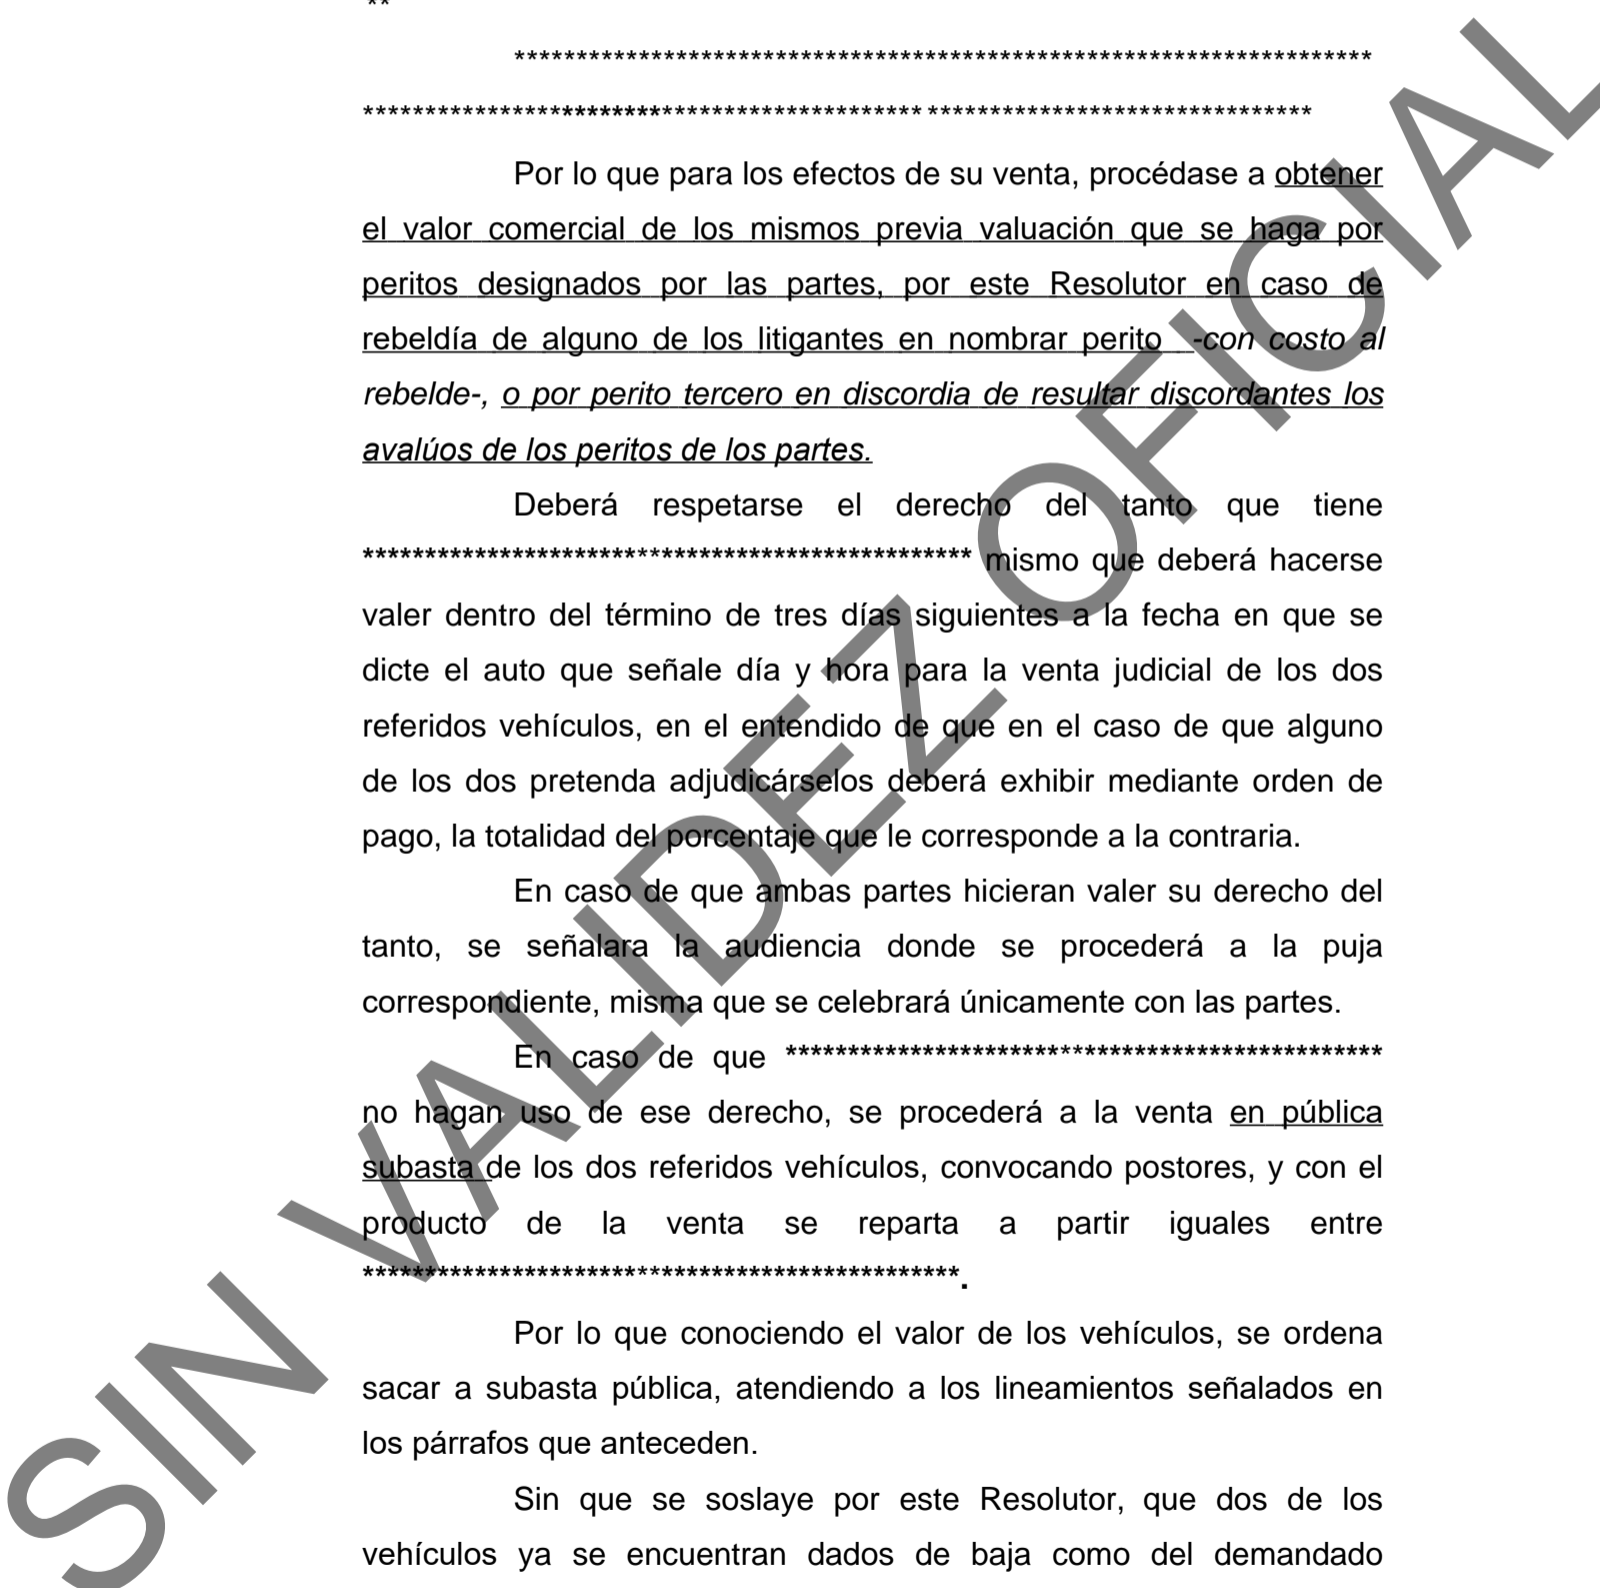 **
*********************************************************************
********************************************* *******************************
Por lo que para los efectos de su venta, procédase a obtener
el valor comercial de los mismos previa valuación que se haga por
peritos designados por las partes, por este Resolutor en caso de
rebeldía de alguno de los litigantes en nombrar perito -con costo al
rebelde-, o por perito tercero en discordia de resultar discordantes los
avalúos de los peritos de los partes.
Deberá respetarse el derecho del tanto que tiene
************************************************* mismo que deberá hacerse
valer dentro del término de tres días siguientes a la fecha en que se
dicte el auto que señale día y hora para la venta judicial de los dos
referidos vehículos, en el entendido de que en el caso de que alguno
de los dos pretenda adjudicárselos deberá exhibir mediante orden de
pago, la totalidad del porcentaje que le corresponde a la contraria.
En caso de que ambas partes hicieran valer su derecho del
tanto, se señalara la audiencia donde se procederá a la puja
correspondiente, misma que se celebrará únicamente con las partes.
En caso de que ************************************************
no hagan uso de ese derecho, se procederá a la venta en pública
subasta de los dos referidos vehículos, convocando postores, y con el
producto de la venta se reparta a partir iguales entre
************************************************.
Por lo que conociendo el valor de los vehículos, se ordena
sacar a subasta pública, atendiendo a los lineamientos señalados en
los párrafos que anteceden.
Sin que se soslaye por este Resolutor, que dos de los
vehículos ya se encuentran dados de baja como del demandado
SIN VALIDEZ OFICIAL